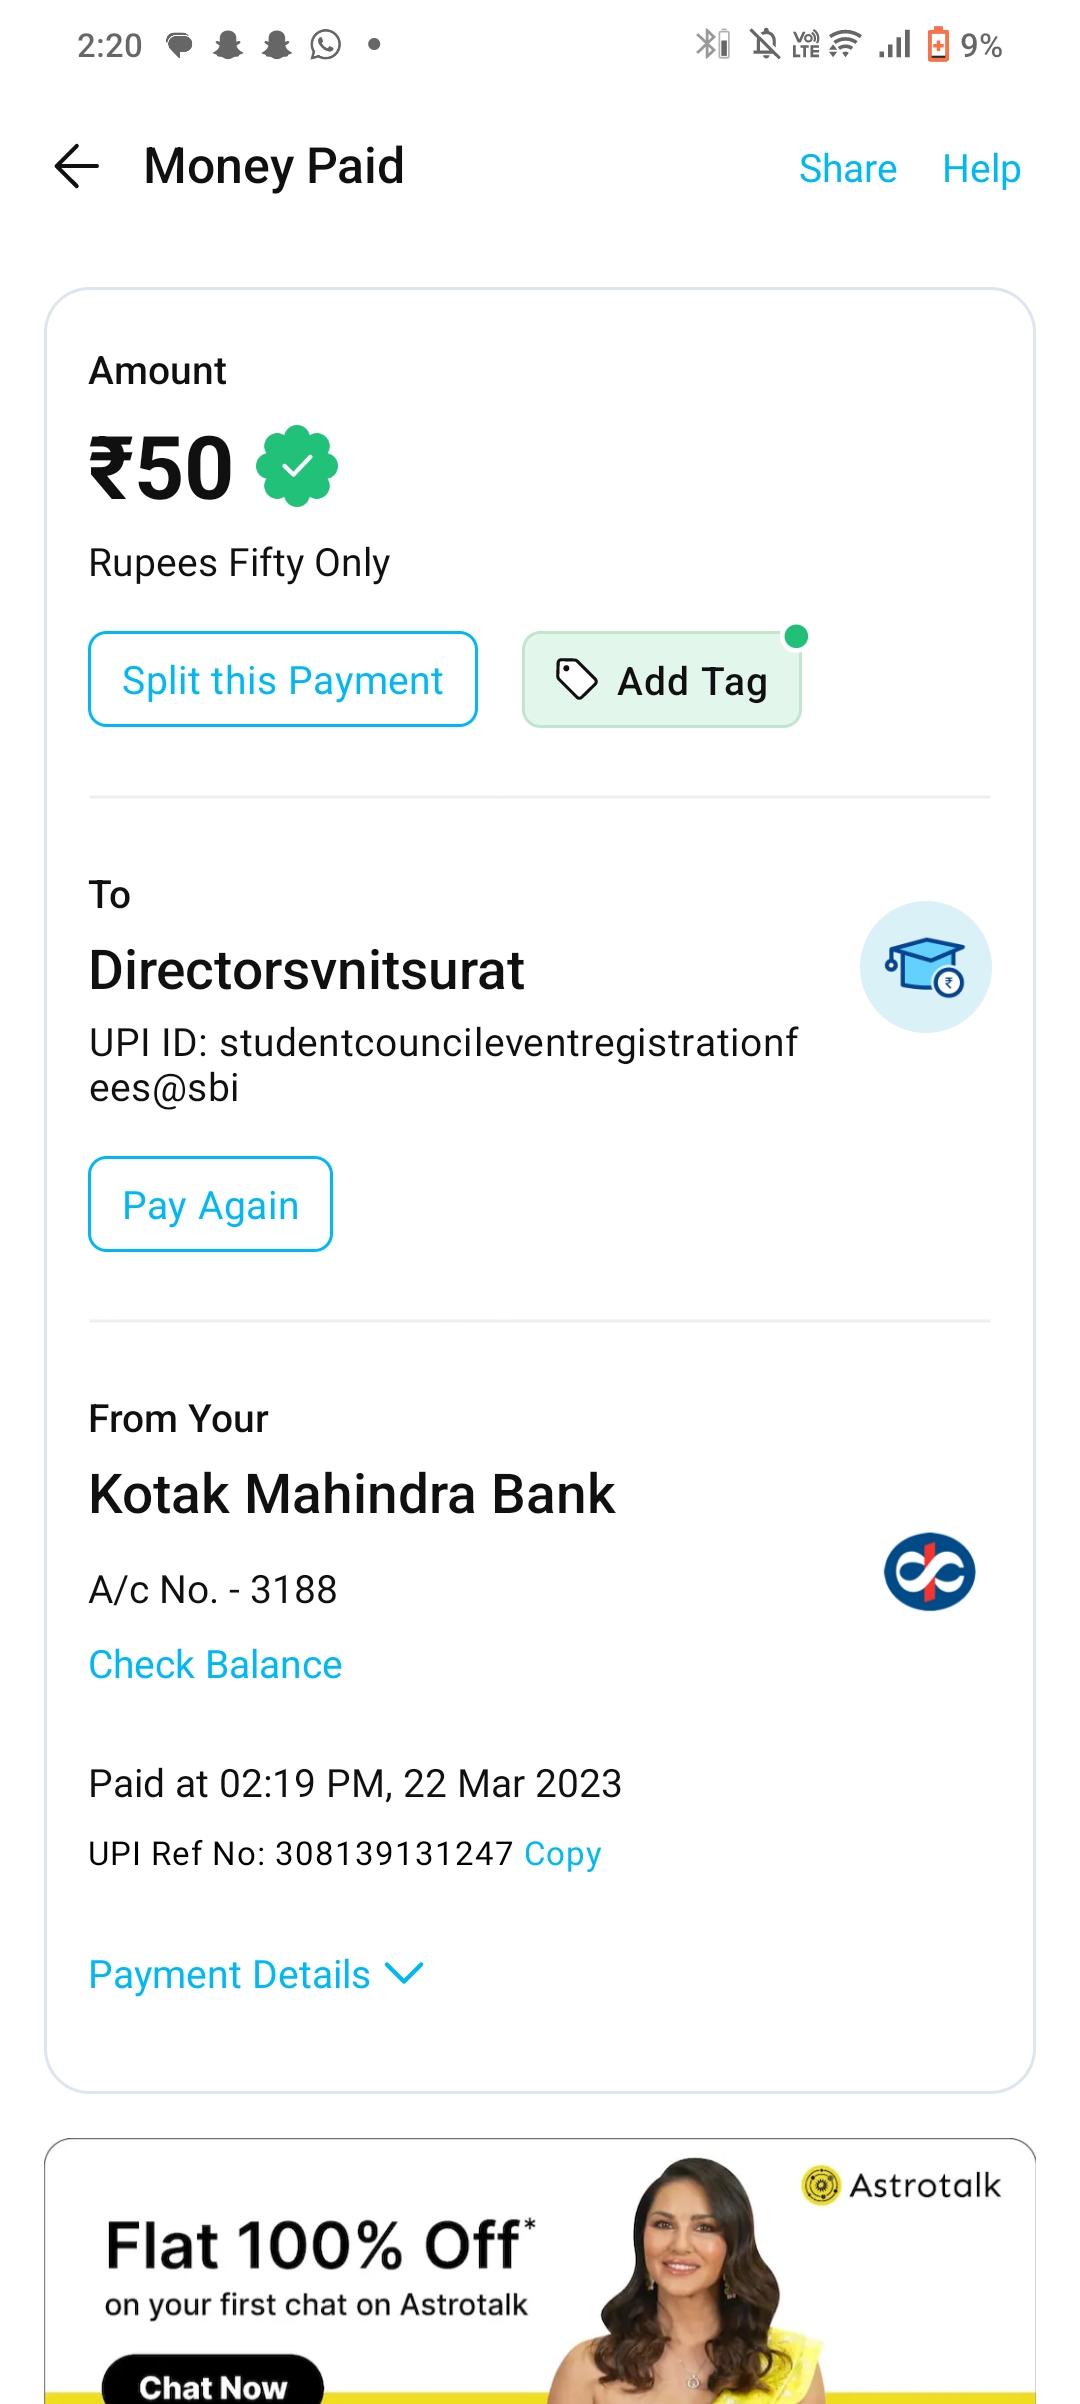 2:20 VoLTE 9%
Money Paid Share Help
Amount
₹50
Rupees Fifty Only
Split this Payment Add Tag
To
Directorsvnitsurat
UPI ID: studentcouncileventregistrationf
ees@sbi
Pay Again
From Your
Kotak Mahindra Bank
A/c No. - 3188
Check Balance
Paid at 02:19 PM, 22 Mar 2023
UPI Ref No: 308139131247 Copy
Payment Details
Astrotalk
Flat 100% Off*
on your first chat on Astrotalk
Chat Now